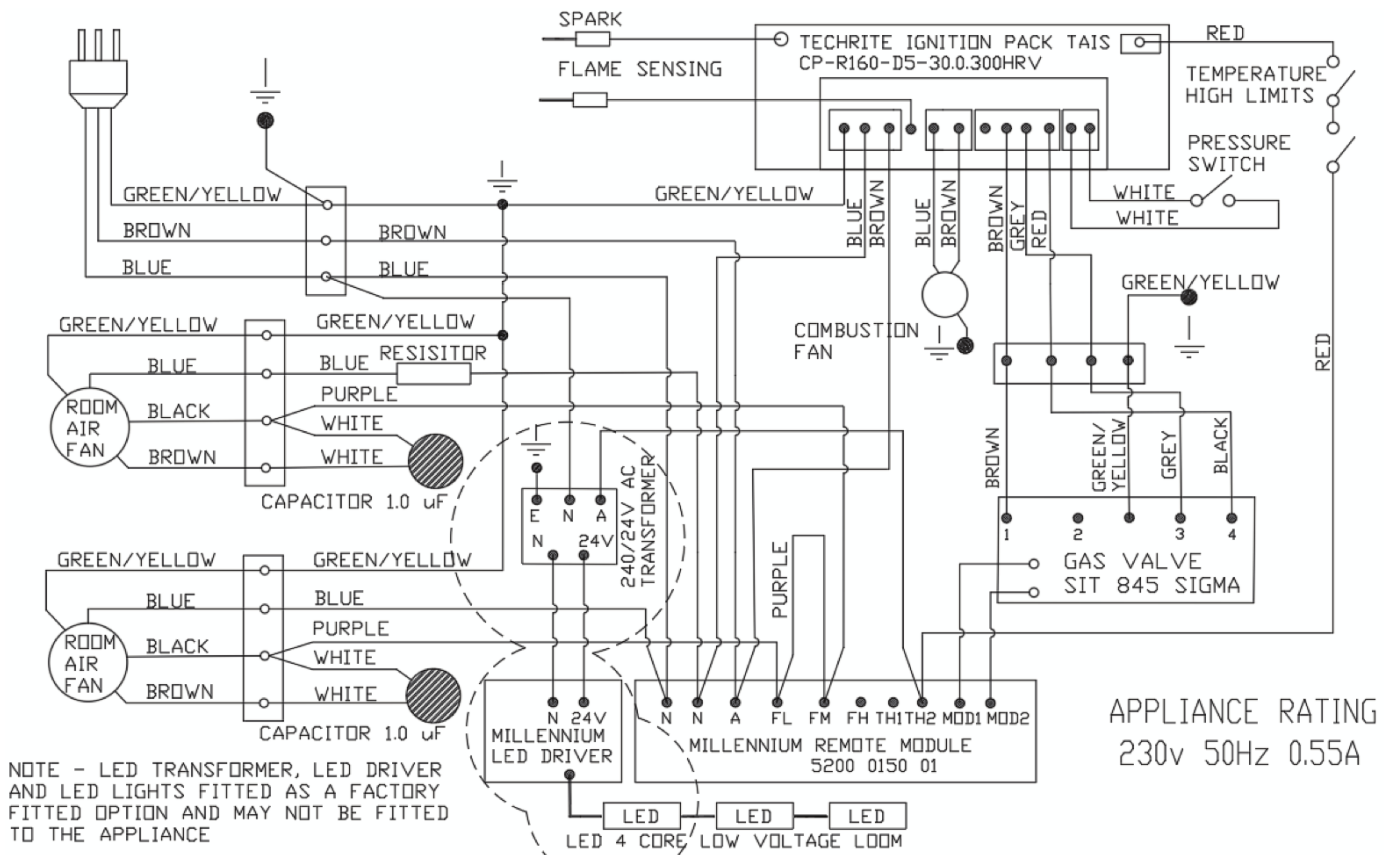 SPARK
FLAME SENSING
TECHRITE IGNITION PACK TAIS
CP-R160-D5-30.0.300HRV
RED
TEMPERATURE
HIGH LIMITS
PRESSURE
SWITCH
WHITE
WHITE
GREEN/YELLOW
BROWN
BLUE
BROWN
BLUE
GREEN/YELLOW
BLUE
BROWN
BLUE
BROWN
BROWN
GREY
RED
GREEN/YELLOW
COMBUSTION
FAN
RED
GREEN/YELLOW
GREEN/YELLOW
BLUE
BLUE
RESISITOR
PURPLE
ROOM
AIR
FAN
BLACK
WHITE
BROWN
WHITE
CAPACITOR 1.0 uF
E N A
N 24V
240/24V AC
TRANSFORMER
BROWN
GREEN/
YELLOW
GREY
BLACK
1 2 3 4
GAS VALVE
SIT 845 SIGMA
GREEN/YELLOW
GREEN/YELLOW
BLUE
BLUE
PURPLE
PURPLE
ROOM
AIR
FAN
BLACK
WHITE
BROWN
WHITE
CAPACITOR 1.0 uF
N 24V
MILLENNIUM
LED DRIVER
N N A FL FM FH TH1 TH2 MOD1 MOD2
MILLENNIUM REMOTE MODULE
5200 0150 01
APPLIANCE RATING
230v 50Hz 0.55A
NOTE - LED TRANSFORMER, LED DRIVER
AND LED LIGHTS FITTED AS A FACTORY
FITTED OPTION AND MAY NOT BE FITTED
TO THE APPLIANCE
LED LED LED
LED 4 CORE LOW VOLTAGE LOOM